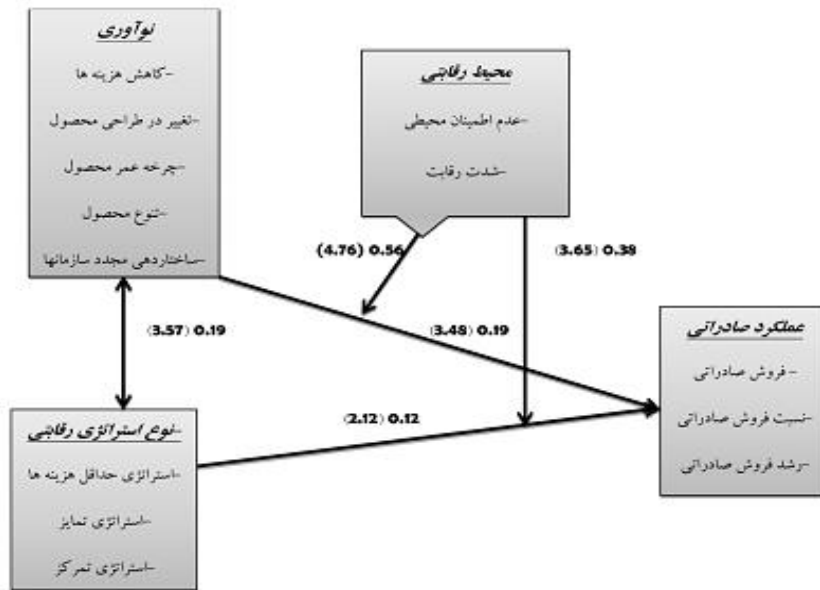 نوآوری
-کاهش هزینه ها
-تغییر در طراحی محصول
-چرخه عمر محصول
-تنوع محصول
-ساختاردهی مجدد سازمانها
محیط رقابتی
-عدم اطمینان محیطی
-شدت رقابت
(4.76) 0.56
(3.65) 0.38
(3.57) 0.19
(3.48) 0.19
(2.12) 0.12
عملکرد صادراتی
- فروش صادراتی
-نسبت فروش صادراتی
-رشد فروش صادراتی
-نوع استراتژی رقابتی
-استراتژی حداقل هزینه ها
-استراتژی تمایز
-استراتژی تمرکز